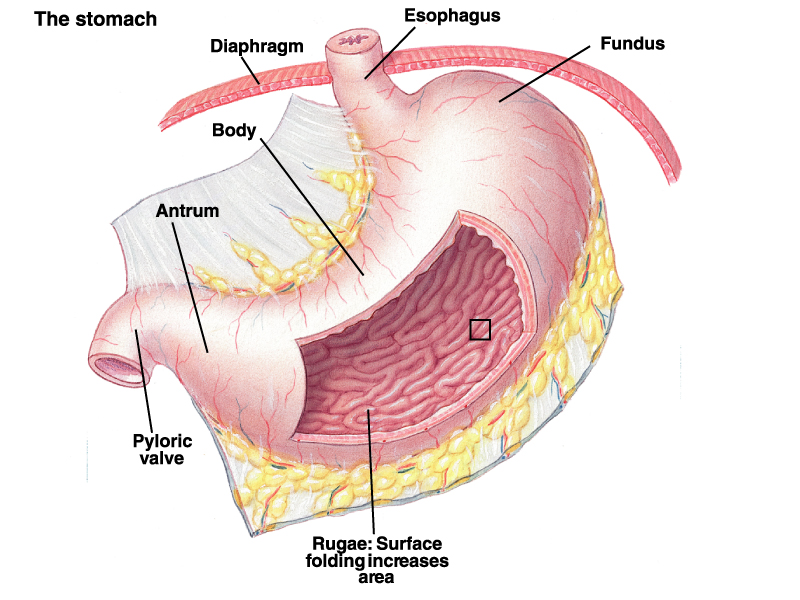 The stomach
Esophagus
Diaphragm
Fundus
Body
Antrum
Pyloric
valve
Rugae: Surface
folding increases
area